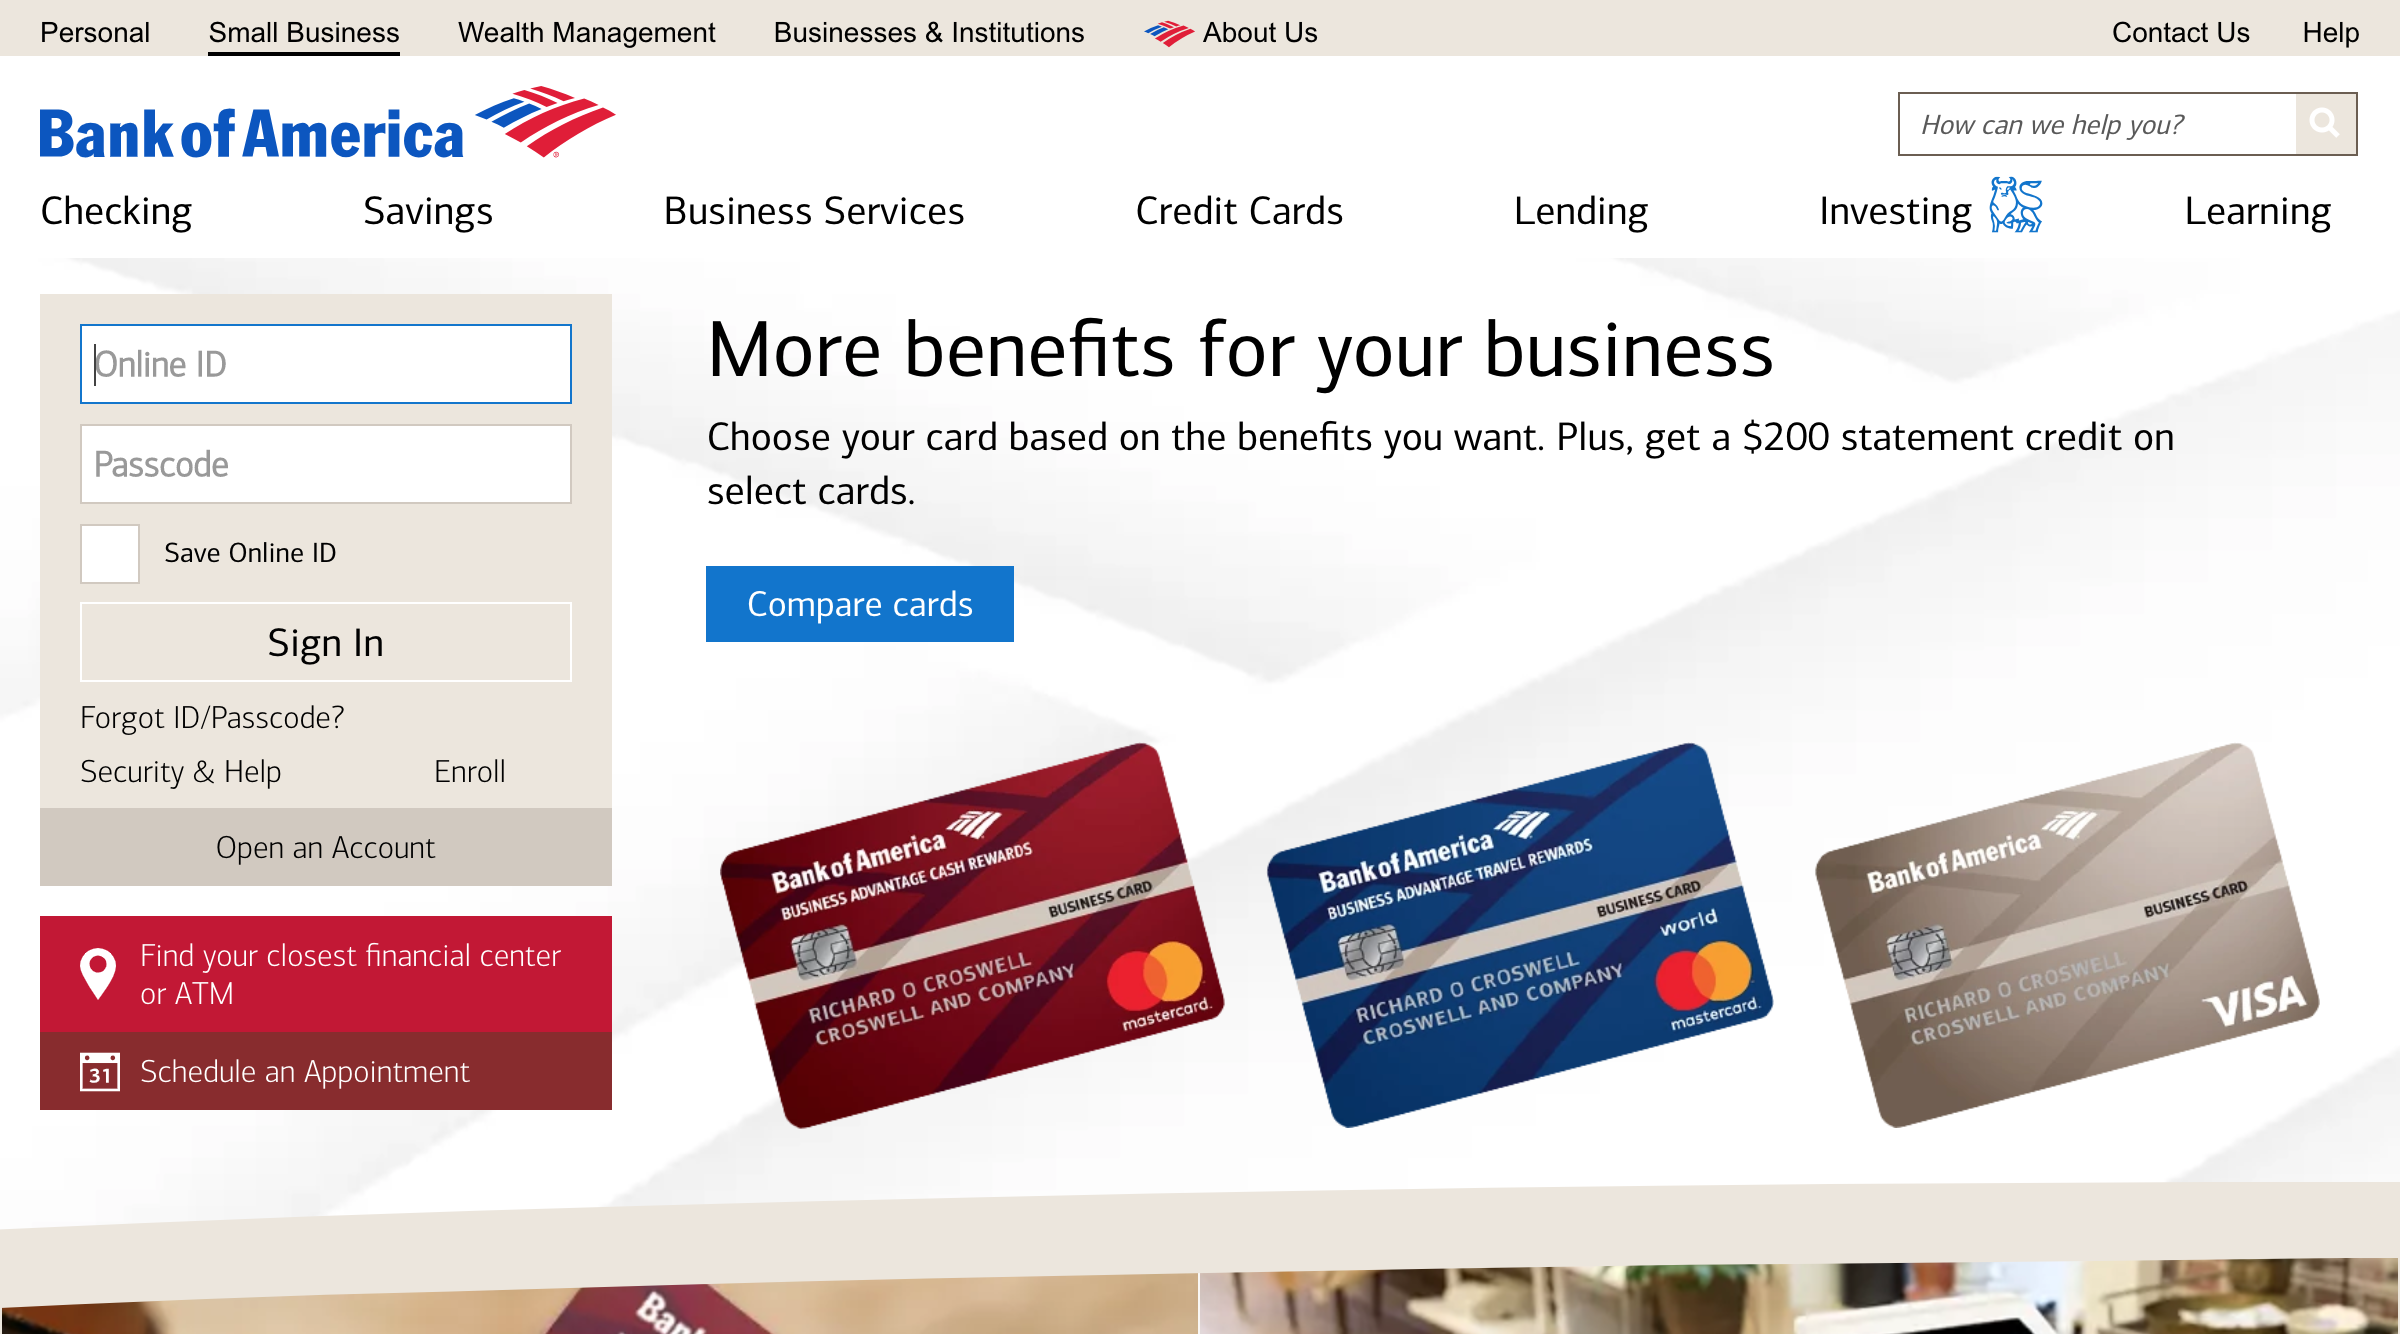 Personal
Small Business
Wealth Management
Businesses & Institutions
About Us
Contact Us
Help
Bank of America
How can we help you?
Checking
Savings
Business Services
Credit Cards
Lending
Investing
Learning
Online ID
Passcode
Save Online ID
Sign In
Forgot ID/Passcode?
Security & Help
Enroll
Open an Account
Find your closest financial center
or ATM
31
Schedule an Appointment
More benefits for your business
Choose your card based on the benefits you want. Plus, get a $200 statement credit on
select cards.
Compare cards
Bank of America
BUSINESS ADVANTAGE CASH REWARDS
BUSINESS CARD
RICHARD O CROSWELL
CROSWELL AND COMPANY
mastercard.
Bank of America
BUSINESS ADVANTAGE TRAVEL REWARDS
BUSINESS CARD
world
RICHARD O CROSWELL
CROSWELL AND COMPANY
mastercard.
Bank of America
BUSINESS CARD
RICHARD O CROSWELL
CROSWELL AND COMPANY
VISA